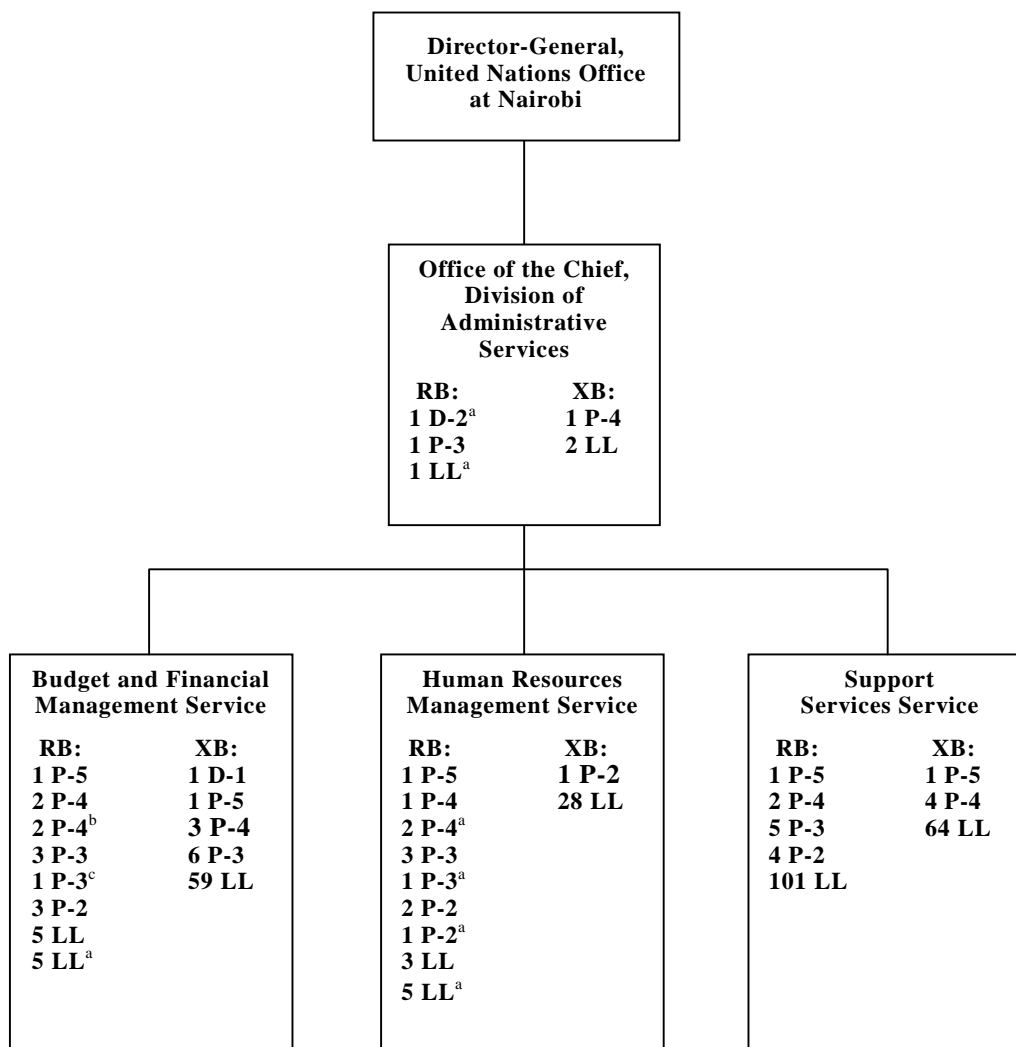 Director-General,
United Nations Office
at Nairobi
Office of the Chief,
Division of
Administrative
Services
RB: XB:
1 D-2a 1 P-4
1 P-3 2 LL
1 LLa
Budget and Financial
Management Service
RB: XB:
1 P-5 1 D-1
2 P-4 1 P-5
2 P-4b 3 P-4
3 P-3 6 P-3
1 P-3c 59 LL
3 P-2
5 LL
5 LLa
Human Resources
Management Service
RB: XB:
1 P-5 1 P-2
1 P-4 28 LL
2 P-4a
3 P-3
1 P-3a
2 P-2
1 P-2a
3 LL
5 LLa
Support
Services Service
RB: XB:
1 P-5 1 P-5
2 P-4 4 P-4
5 P-3 64 LL
4 P-2
101 LL